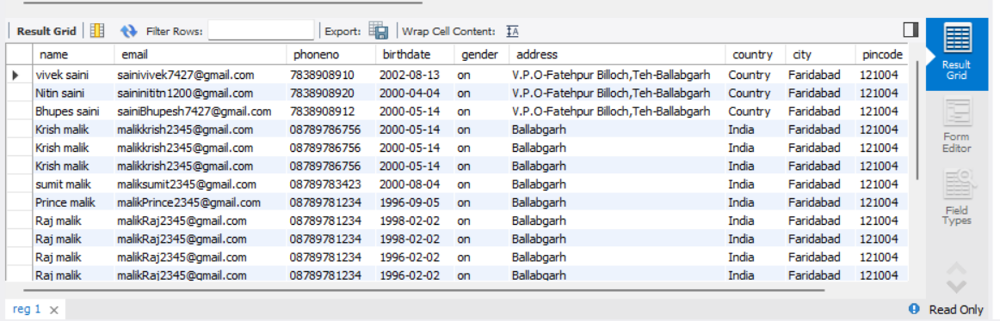 Result Grid Filter Rows: Export: Wrap Cell Content:
name email phoneno birthdate gender address country city pincode
vivek saini sainivivek7427@gmail.com 7838908910 2002-08-13 on V.P.O-Fatehpur Billoch,Teh-Ballabgarh Country Faridabad 121004
Nitin saini saininititn1200@gmail.com 7838908920 2000-04-04 on V.P.O-Fatehpur Billoch,Teh-Ballabgarh Country Faridabad 121004
Bhupes saini sainiBhupesh7427@gmail.com 7838908912 2000-05-14 on V.P.O-Fatehpur Billoch,Teh-Ballabgarh Country Faridabad 121004
Krish malik malikkrish2345@gmail.com 08789786756 2000-05-14 on Ballabgarh India Faridabad 121004
Krish malik malikkrish2345@gmail.com 08789786756 2000-05-14 on Ballabgarh India Faridabad 121004
Krish malik malikkrish2345@gmail.com 08789786756 2000-05-14 on Ballabgarh India Faridabad 121004
sumit malik maliksumit2345@gmail.com 08789783423 2000-08-04 on Ballabgarh India Faridabad 121004
Prince malik malikPrince2345@gmail.com 08789781234 1996-09-05 on Ballabgarh India Faridabad 121004
Raj malik malikRaj2345@gmail.com 08789781234 1998-02-02 on Ballabgarh India Faridabad 121004
Raj malik malikRaj2345@gmail.com 08789781234 1998-02-02 on Ballabgarh India Faridabad 121004
Raj malik malikRaj2345@gmail.com 08789781234 1996-02-02 on Ballabgarh India Faridabad 121004
Raj malik malikRaj2345@gmail.com 08789781234 1996-02-02 on Ballabgarh India Faridabad 121004
Result
Grid
Form
Editor
Field
Types
reg 1
Read Only